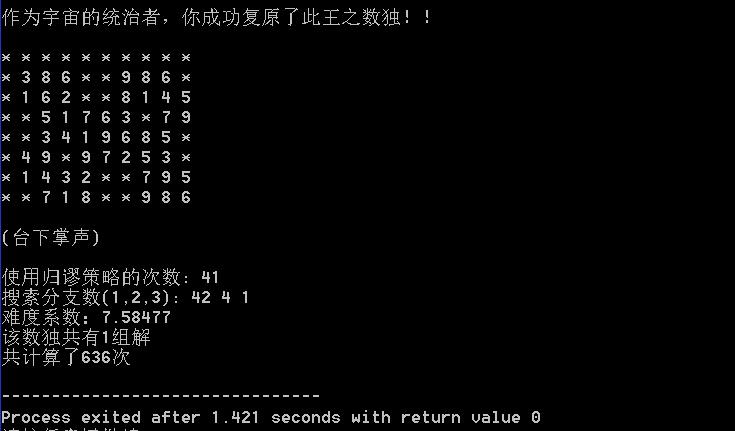 作为宇宙的统治者，你成功复原了此王之数独！！
* * * * * * * * * *
* 3 8 6 * * 9 8 6 *
* 1 6 2 * * 8 1 4 5
* * 5 1 7 6 3 * 7 9
* * 3 4 1 9 6 8 5 *
* 4 9 * 9 7 2 5 3 *
* 1 4 3 2 * * 7 9 5
* * 7 1 8 * * 9 8 6
(台下掌声)
使用归谬策略的次数：41
搜素分支数(1,2,3)：42 4 1
难度系数：7.58477
该数独共有1组解
共计算了636次
--------------------------------
Process exited after 1.421 seconds with return value 0